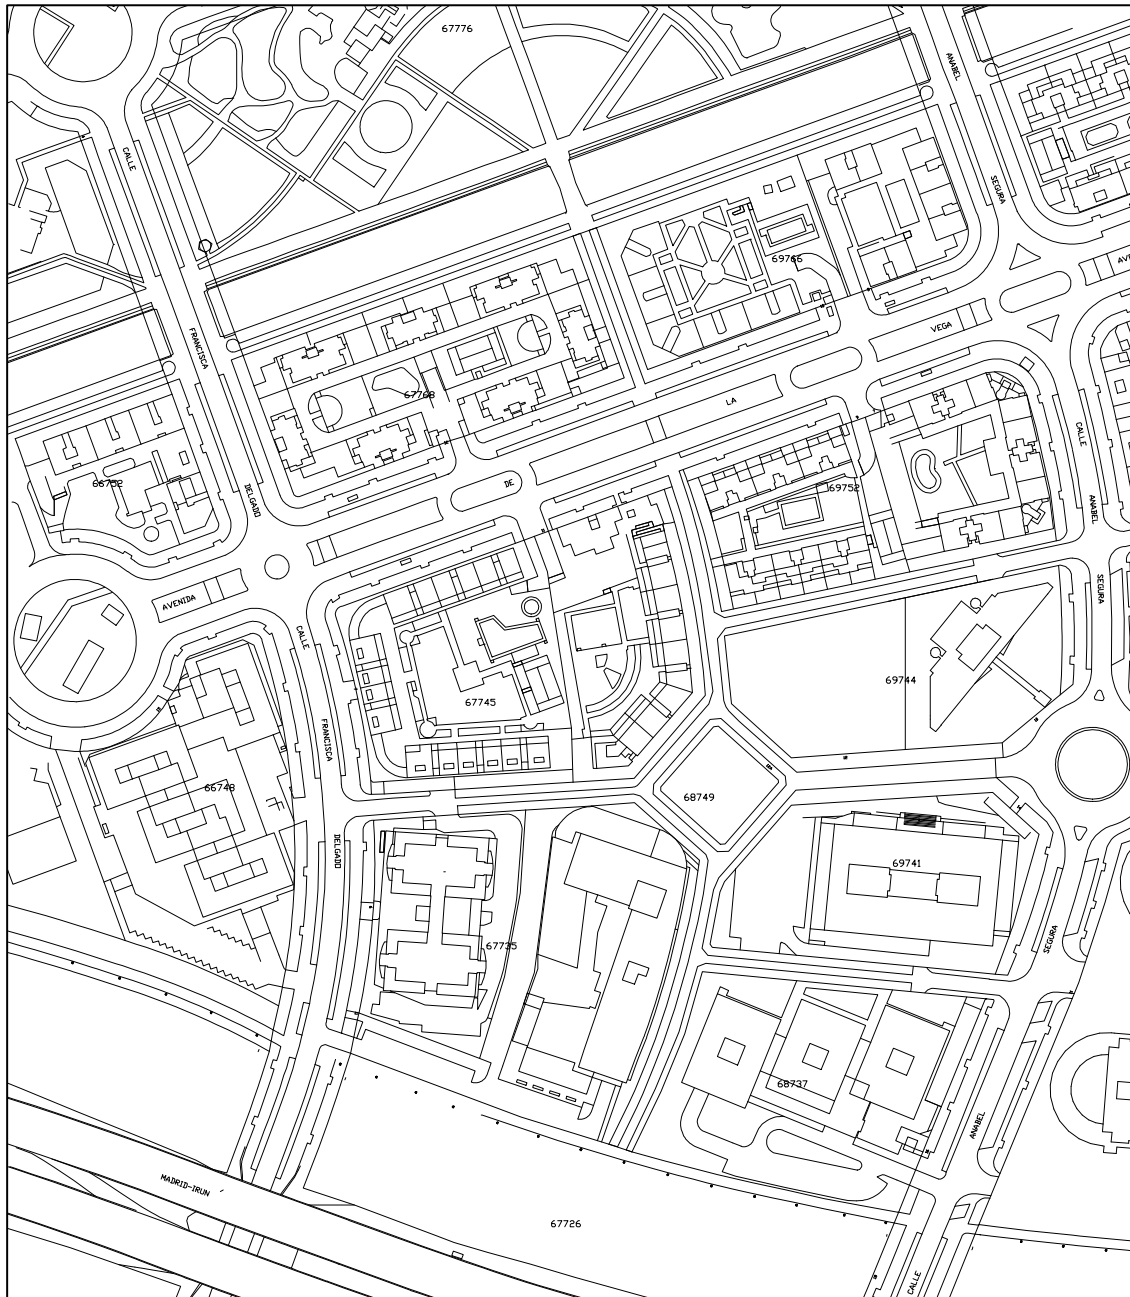 67776
ANABEL
CALLE
SEGURA
69766
AVE
FRANCISCA
VEGA
67768
LA
CALLE
66752
DELGADO
DE
69752
ANABEL
AVENIDA
CALLE
SEGURA
69744
67745
FRANCISCA
66748
68749
DELGADO
69741
67735
SEGURA
68737
ANABEL
MADRID-IRUN
67726
CALLE